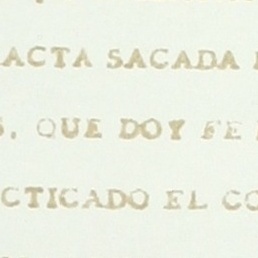 ACTA SACADA
, QUE DOY FE
CTICADO EL CO